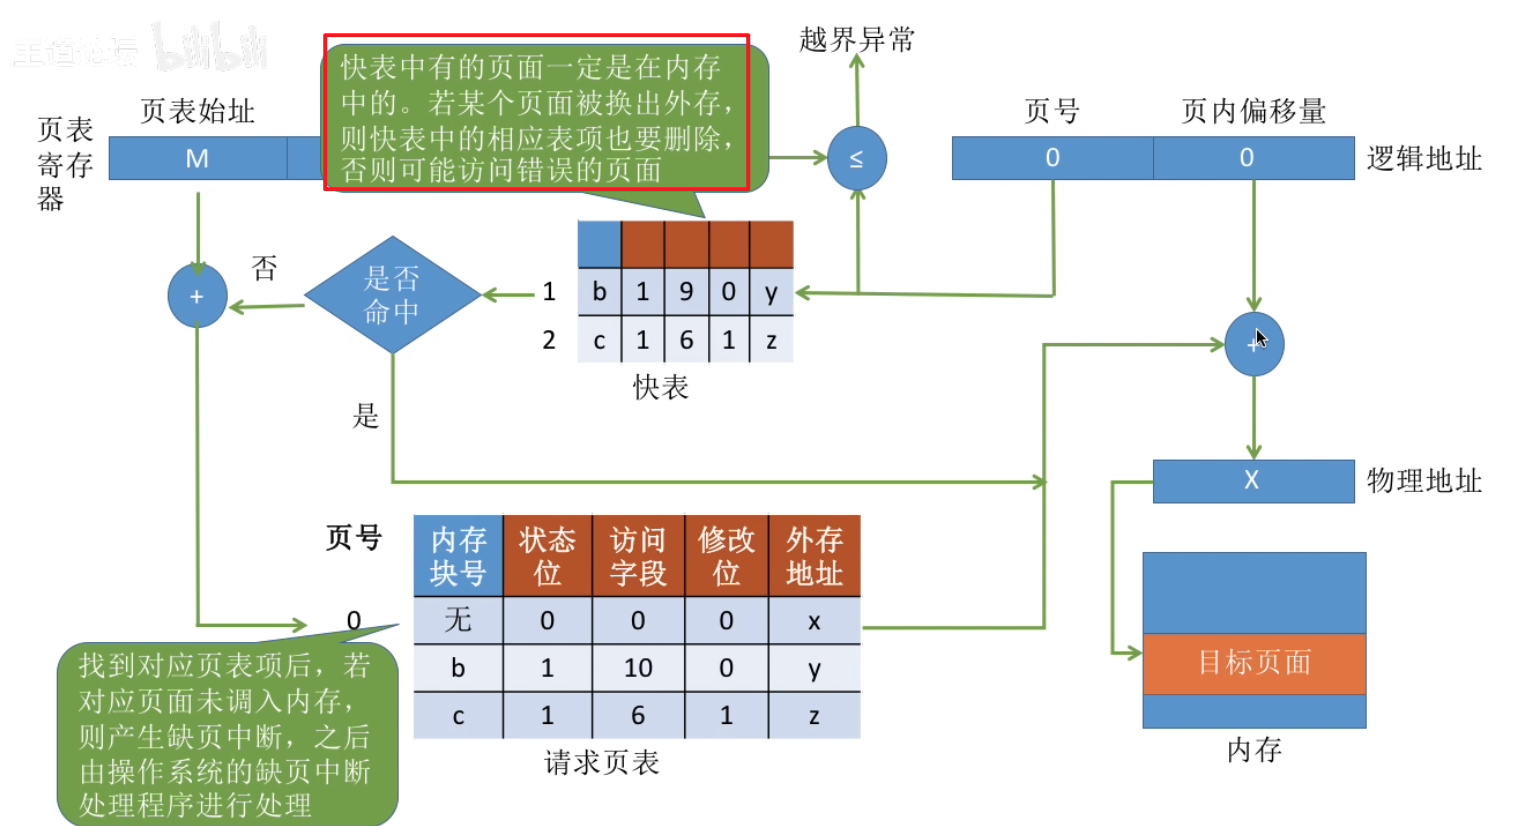 王道论坛 bilibili
越界异常
快表中有的页面一定是在内存
中的。若某个页面被换出外存，
则快表中的相应表项也要删除，
否则可能访问错误的页面
页表始址
页号 页内偏移量
页表
寄存
器
M
≤
0 0 逻辑地址
否
是否
命中
+
1 b 1 9 0 y
2 c 1 6 1 z
快表
+
是
X 物理地址
页号 内存 状态 访问 修改 外存
块号 位 字段 位 地址
0 无 0 0 0 x
b 1 10 0 y
c 1 6 1 z
请求页表
找到对应页表项后，若
对应页面未调入内存，
则产生缺页中断，之后
由操作系统的缺页中断
处理程序进行处理
目标页面
内存